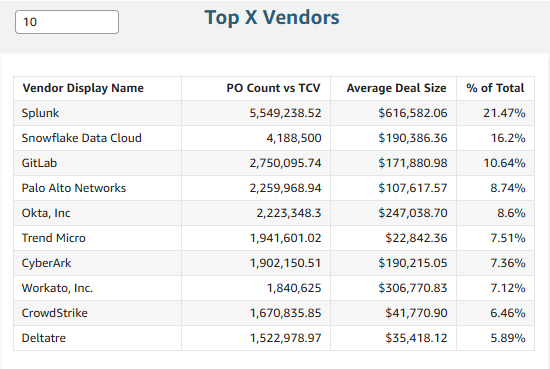 10
Top X Vendors
Vendor Display Name PO Count vs TCV Average Deal Size % of Total
Splunk 5,549,238.52 $616,582.06 21.47%
Snowflake Data Cloud 4,188,500 $190,386.36 16.2%
GitLab 2,750,095.74 $171,880.98 10.64%
Palo Alto Networks 2,259,968.94 $107,617.57 8.74%
Okta, Inc 2,223,348.3 $247,038.70 8.6%
Trend Micro 1,941,601.02 $22,842.36 7.51%
CyberArk 1,902,150.51 $190,215.05 7.36%
Workato, Inc. 1,840,625 $306,770.83 7.12%
CrowdStrike 1,670,835.85 $41,770.90 6.46%
Deltatre 1,522,978.97 $35,418.12 5.89%